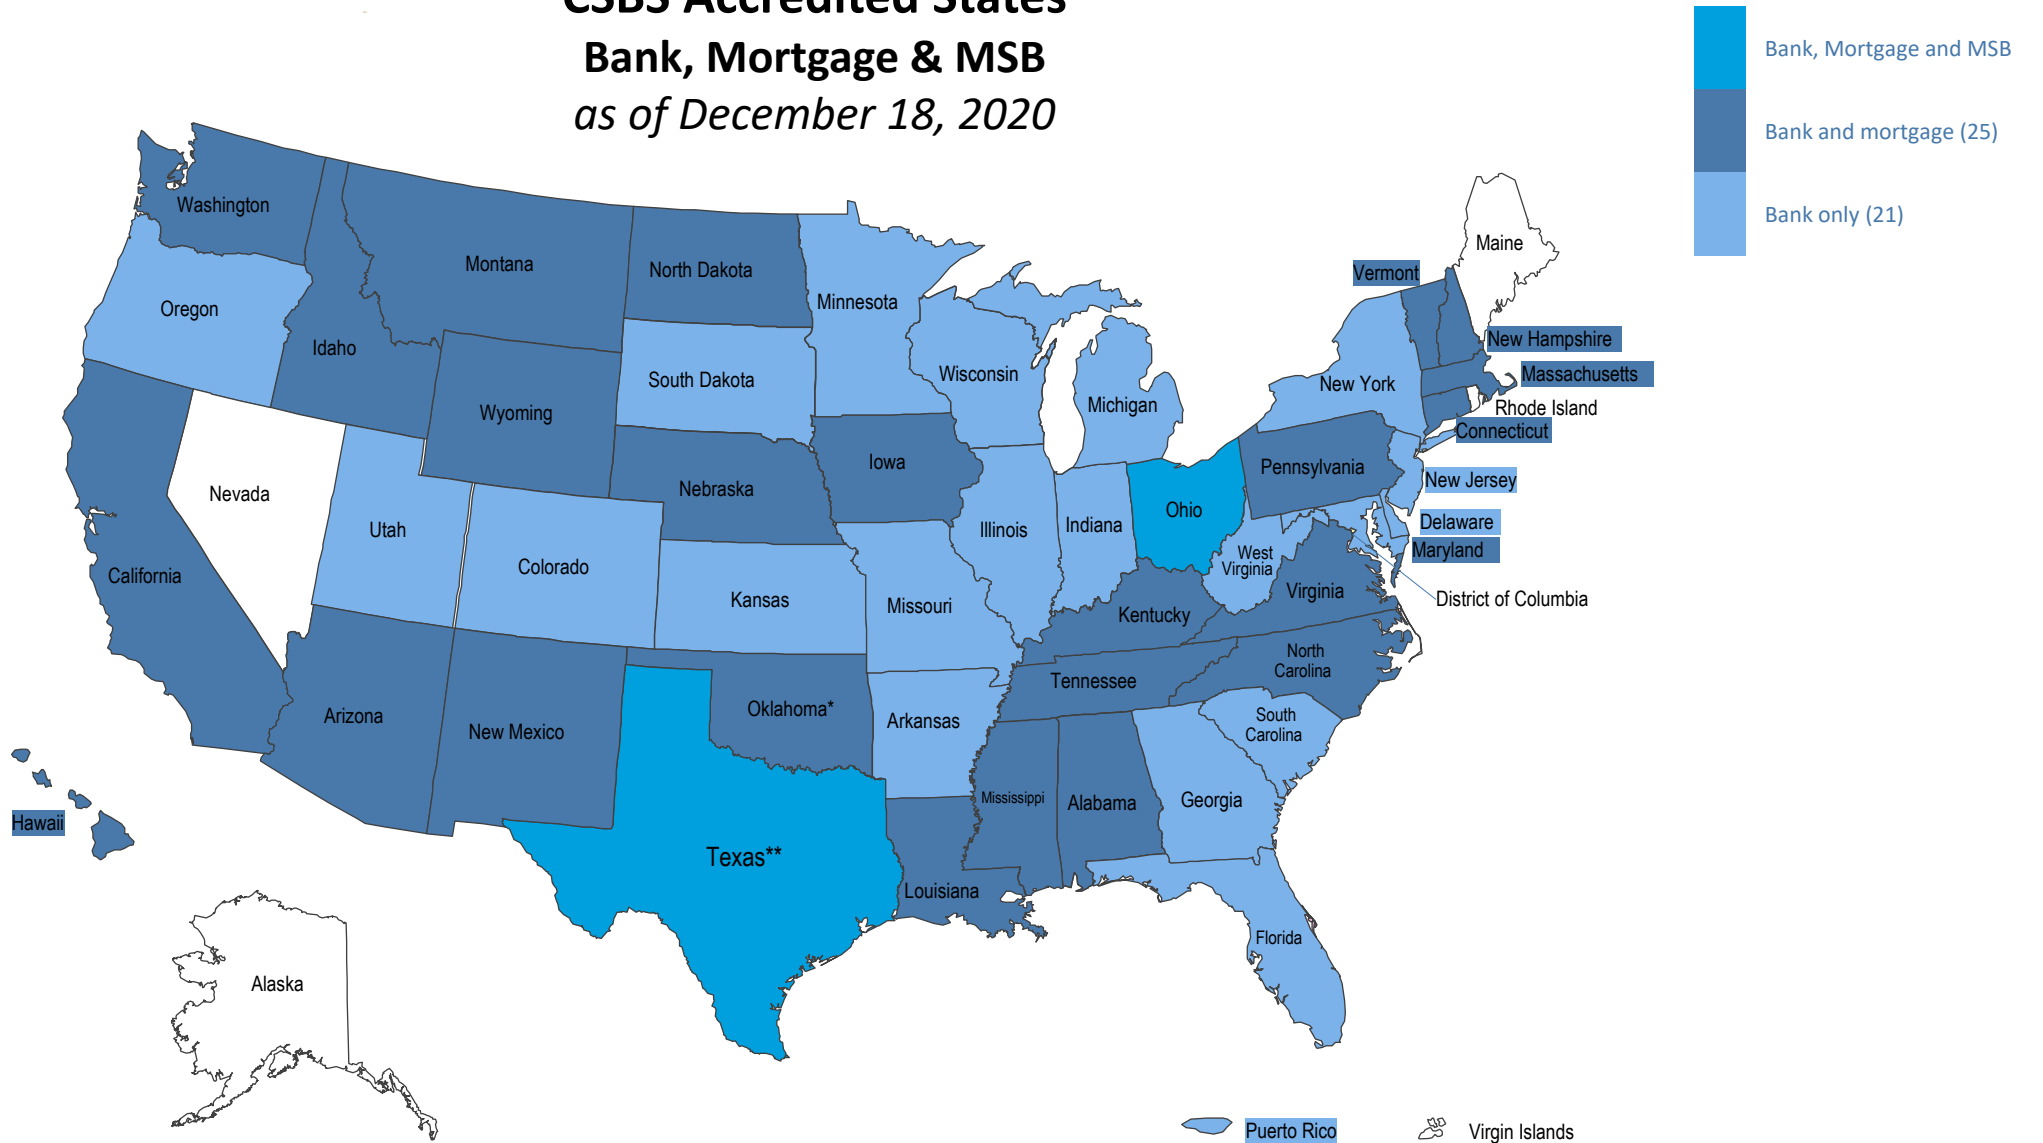 CSBS Accredited States
Bank, Mortgage & MSB
as of December 18, 2020
Bank, Mortgage and MSB
Bank and mortgage (25)
Bank only (21)
Washington
Montana
North Dakota
Minnesota
Maine
Vermont
Oregon
Idaho
Wyoming
South Dakota
Wisconsin
Michigan
New York
New Hampshire
Massachusetts
Rhode Island
Connecticut
Iowa
Nebraska
Nevada
Utah
Colorado
California
Kansas
Missouri
Illinois
Indiana
Ohio
Pennsylvania
New Jersey
Delaware
Maryland
West
Virginia
Virginia
District of Columbia
Kentucky
North
Carolina
Tennessee
Arizona
New Mexico
Oklahoma*
Arkansas
South
Carolina
Mississippi
Alabama
Georgia
Hawaii
Texas**
Louisiana
Florida
Alaska
Puerto Rico
Virgin Islands